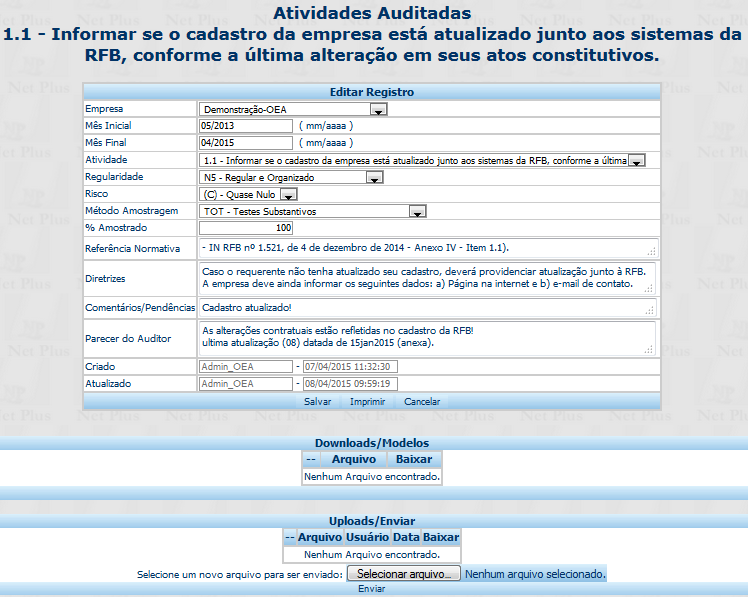 Atividades Auditadas
1.1 - Informar se o cadastro da empresa está atualizado junto aos sistemas da
RFB, conforme a última alteração em seus atos constitutivos.
Editar Registro
Empresa Demonstração-OEA
Mês Inicial 05/2013 ( mm/aaaa )
Mês Final 04/2015 ( mm/aaaa )
Atividade 1.1 - Informar se o cadastro da empresa está atualizado junto aos sistemas da RFB, conforme a última
Regularidade N5 - Regular e Organizado
Risco (C) - Quase Nulo
Método Amostragem TOT - Testes Substantivos
% Amostrado 100
Referência Normativa - IN RFB nº 1.521, de 4 de dezembro de 2014 - Anexo IV - Item 1.1).
Diretrizes Caso o requerente não tenha atualizado seu cadastro, deverá providenciar atualização junto à RFB.
A empresa deve ainda informar os seguintes dados: a) Página na internet e b) e-mail de contato.
Comentários/Pendências Cadastro atualizado!
Parecer do Auditor As alterações contratuais estão refletidas no cadastro da RFB!
ultima atualização (08) datada de 15jan2015 (anexa).
Criado Admin_OEA - 07/04/2015 11:32:30
Atualizado Admin_OEA - 08/04/2015 09:59:19
Salvar Imprimir Cancelar
Downloads/Modelos
-- Arquivo Baixar
Nenhum Arquivo encontrado.
Uploads/Enviar
-- Arquivo Usuário Data Baixar
Nenhum Arquivo encontrado.
Selecione um novo arquivo para ser enviado: Selecionar arquivo... Nenhum arquivo selecionado.
Enviar